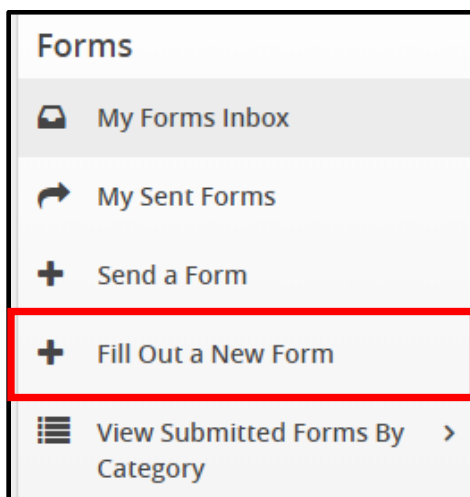 Forms
My Forms Inbox
My Sent Forms
Send a Form
Fill Out a New Form
View Submitted Forms By
Category